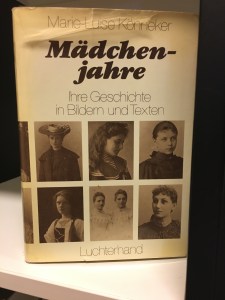 Marie-Luise Könneker
Mädchen-
jahre
Ihre Geschichte
in Bildern und Texten
Luchterhand